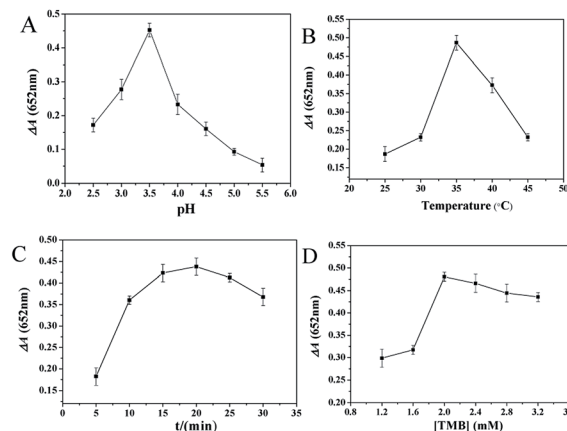 A
ΔA (652nm)
0.5
0.4
0.3
0.2
0.1
0.0
2.0 2.5 3.0 3.5 4.0 4.5 5.0 5.5 6.0
pH
B
ΔA (652nm)
0.55
0.50
0.45
0.40
0.35
0.30
0.25
0.20
0.15
20 25 30 35 40 45 50
Temperature (°C)
C
ΔA (652nm)
0.50
0.45
0.40
0.35
0.30
0.25
0.20
0.15
0 5 10 15 20 25 30 35
t/(min)
D
ΔA (652nm)
0.55
0.50
0.45
0.40
0.35
0.30
0.25
0.20
0.8 1.2 1.6 2.0 2.4 2.8 3.2
[TMB] (mM)